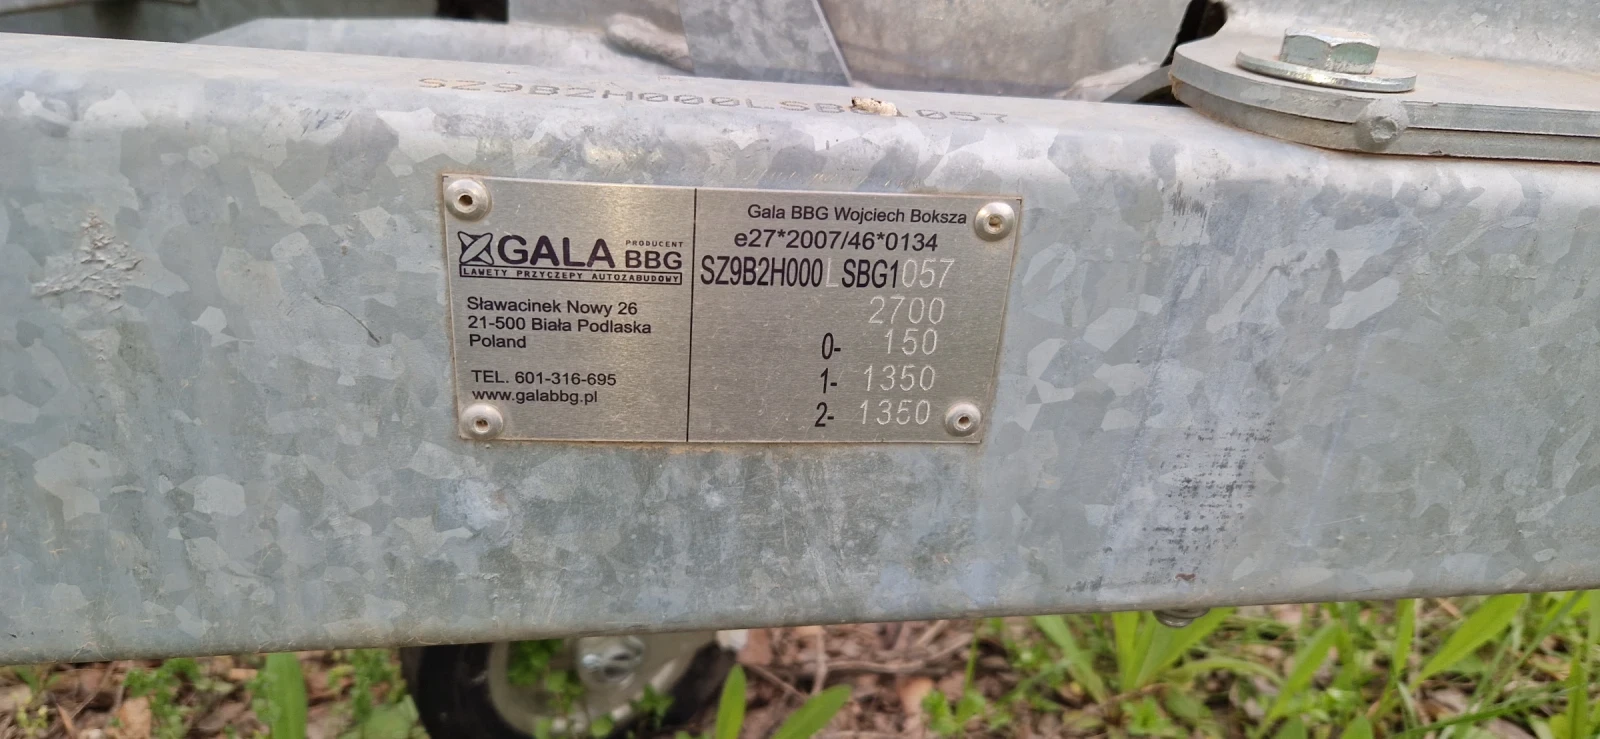 SZ9B2H000LSBG1057
GALA PRODUCENT BBG
LAWETY PRZYCZEPY AUTOZABUDOWY
Sławacinek Nowy 26
21-500 Biała Podlaska
Poland
TEL. 601-316-695
www.galabbg.pl
Gala BBG Wojciech Boksza
e27*2007/46*0134
SZ9B2H000LSBG1057
2700
0- 150
1- 1350
2- 1350